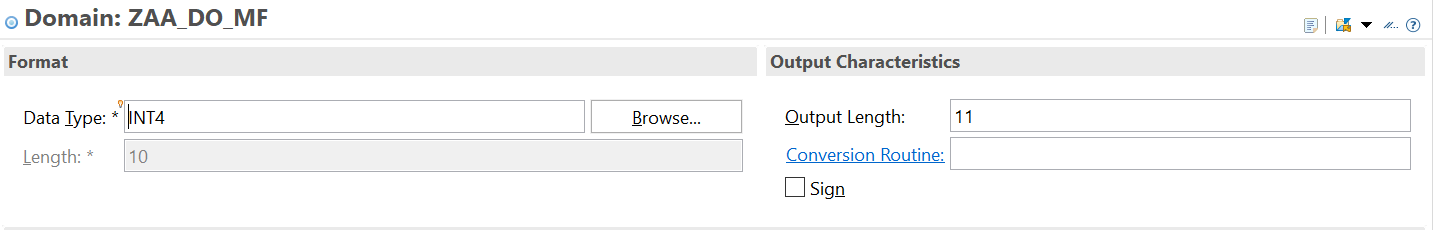 Domain: ZAA_DO_MF
Format
Data Type: * INT4 Browse...
Length: * 10
Output Characteristics
Output Length: 11
Conversion Routine:
Sign